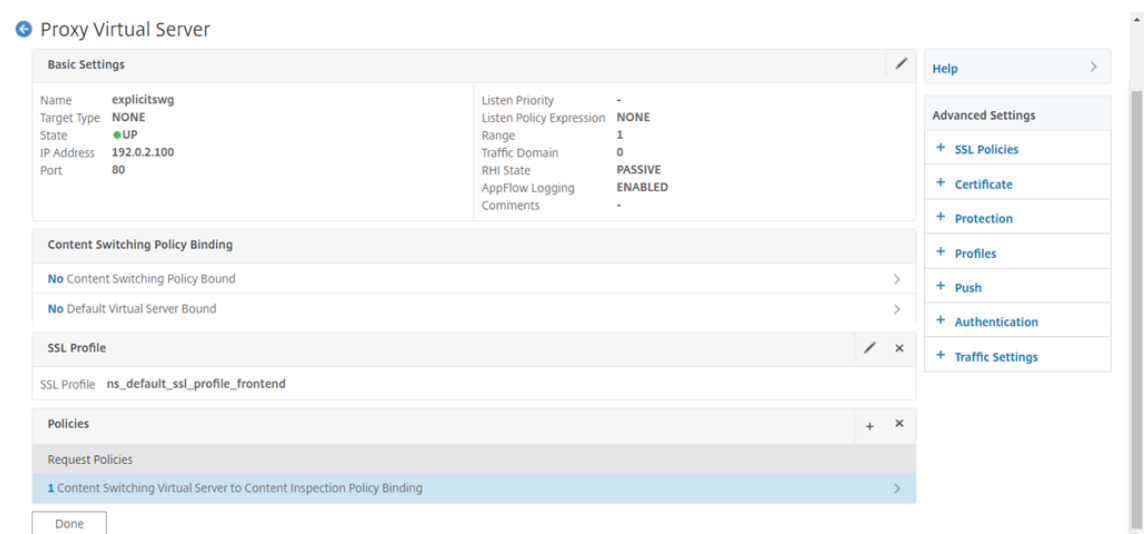 Proxy Virtual Server
Basic Settings
Name explicitswg
Target Type NONE
State UP
IP Address 192.0.2.100
Port 80
Listen Priority -
Listen Policy Expression NONE
Range 1
Traffic Domain 0
RHI State PASSIVE
AppFlow Logging ENABLED
Comments -
Content Switching Policy Binding
No Content Switching Policy Bound
No Default Virtual Server Bound
SSL Profile
SSL Profile ns_default_ssl_profile_frontend
Policies
Request Policies
1 Content Switching Virtual Server to Content Inspection Policy Binding
Done
Help
Advanced Settings
+ SSL Policies
+ Certificate
+ Protection
+ Profiles
+ Push
+ Authentication
+ Traffic Settings